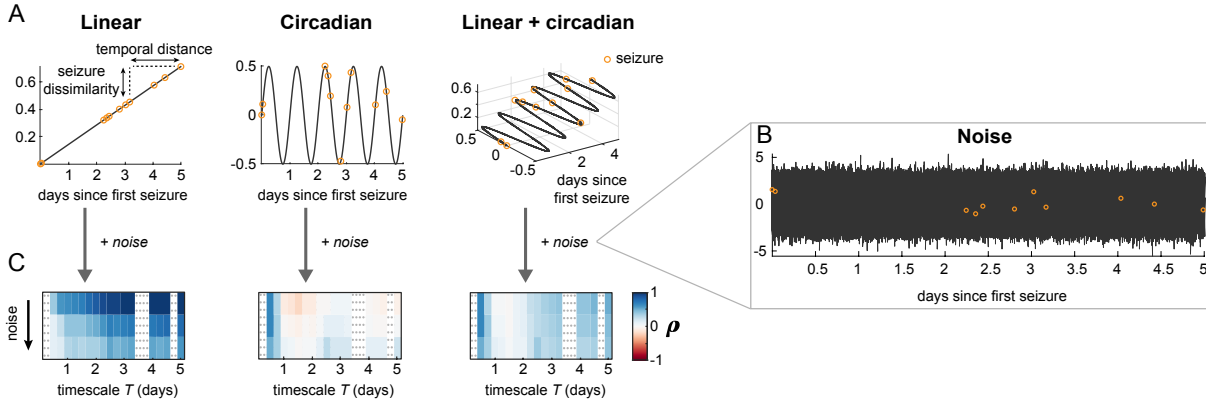 A
Linear
temporal distance
seizure
dissimilarity
0.6
0.4
0.2
1 2 3 4 5
days since first seizure
Circadian
0.5
0
-0.5
0 1 2 3 4 5
days since first seizure
Linear + circadian
seizure
0.6
0.4
0.2
0.5
0
-0.5
2
4
days since
first seizure
+ noise
+ noise
+ noise
B
Noise
5
0
-5
0.5 1 1.5 2 2.5 3 3.5 4 4.5 5
days since first seizure
C
noise
1 2 3 4 5
timescale T (days)
1 2 3 4 5
timescale T (days)
1 2 3 4 5
timescale T (days)
1
0
-1
ρ